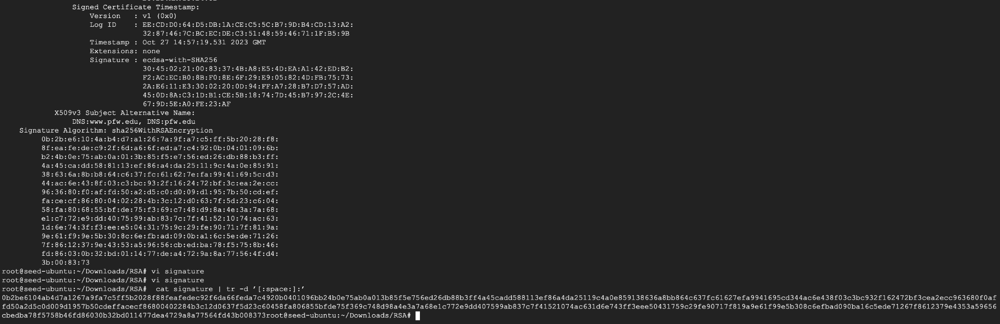 Signed Certificate Timestamp:
Version : v1 (0x0)
Log ID : EE:CD:D0:64:D5:DB:1A:CE:C5:5C:B7:9D:B4:CD:13:A2:
32:87:46:7C:BC:EC:DE:C3:51:48:59:46:71:1F:B5:9B
Timestamp : Oct 27 14:57:19.531 2023 GMT
Extensions: none
Signature : ecdsa-with-SHA256
30:45:02:21:00:83:37:4B:A8:E5:4D:EA:A1:42:ED:B2:
F2:AC:EC:B0:8B:F0:8E:6F:29:E9:05:82:4D:FB:75:73:
2A:E6:11:E3:30:02:20:0D:94:FF:A7:28:B7:D7:57:AD:
45:0D:8A:C3:1D:B1:CE:5B:18:74:7D:45:B7:97:2C:4E:
67:9D:5E:A0:FE:23:AF
X509v3 Subject Alternative Name:
DNS:www.pfw.edu, DNS:pfw.edu
Signature Algorithm: sha256WithRSAEncryption
0b:2b:e6:10:4a:b4:d7:a1:26:7a:9f:a7:c5:ff:5b:20:28:f8:
8f:ea:fe:de:c9:2f:6d:a6:6f:ed:a7:c4:92:0b:04:01:09:6b:
b2:4b:0e:75:ab:0a:01:3b:85:f5:e7:56:ed:26:db:88:b3:ff:
4a:45:ca:dd:58:81:13:ef:86:a4:da:25:11:9c:4a:0e:85:91:
38:63:6a:8b:b8:64:c6:37:fc:61:62:7e:fa:99:41:69:5c:d3:
44:ac:6e:43:8f:03:c3:bc:93:2f:16:24:72:bf:3c:ea:2e:cc:
96:36:80:f0:af:fd:50:a2:d5:c0:d0:09:d1:95:7b:50:cd:ef:
fa:ce:cf:86:80:04:02:28:4b:3c:12:d0:63:7f:5d:23:c6:04:
58:fa:80:68:55:bf:de:75:f3:69:c7:48:d9:8a:4e:3a:7a:68:
e1:c7:72:e9:dd:40:75:99:ab:83:7c:7f:41:52:10:74:ac:63:
1d:6e:74:3f:f3:ee:e5:04:31:75:9c:29:fe:90:71:7f:81:9a:
9e:61:f9:9e:5b:30:8c:6e:fb:ad:09:0b:a1:6c:5e:de:71:26:
7f:86:12:37:9e:43:53:a5:96:56:cb:ed:ba:78:f5:75:8b:46:
fd:86:03:0b:32:bd:01:14:77:de:a4:72:9a:8a:77:56:4f:d4:
3b:00:83:73
root@seed-ubuntu:~/Downloads/RSA# vi signature
root@seed-ubuntu:~/Downloads/RSA# vi signature
root@seed-ubuntu:~/Downloads/RSA# cat signature | tr -d ’[:space:]:’
0b2be6104ab4d7a1267a9fa7c5ff5b2028f88feafedec92f6da66feda7c4920b0401096bb24b0e75ab0a013b85f5e756ed26db88b3ff4a45cadd588113ef86a4da25119c4a0e859138636a8bb864c637fc61627efa9941695cd344ac6e438f03c3bc932f162472bf3cea2ecc963680f0af
fd50a2d5c0d009d1957b50cdeffacecf86800402284b3c12d0637f5d23c60458fa806855bfde75f369c748d98a4e3a7a68e1c772e9dd407599ab837c7f41521074ac631d6e743ff3eee50431759c29fe90717f819a9e61f99e5b308c6efbad090ba16c5ede71267f8612379e4353a59656
cbedba78f5758b46fd86030b32bd011477dea4729a8a77564fd43b008373root@seed-ubuntu:~/Downloads/RSA#